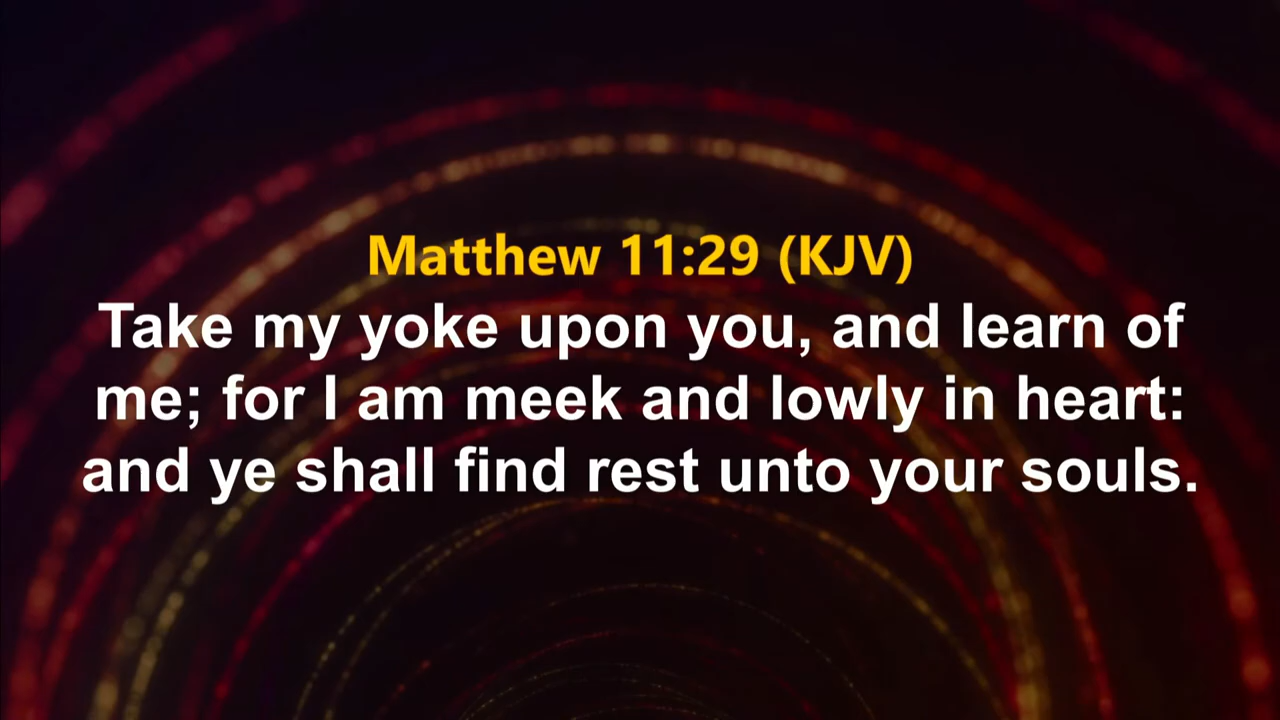 Matthew 11:29 (KJV)
Take my yoke upon you, and learn of
me; for I am meek and lowly in heart:
and ye shall find rest unto your souls.